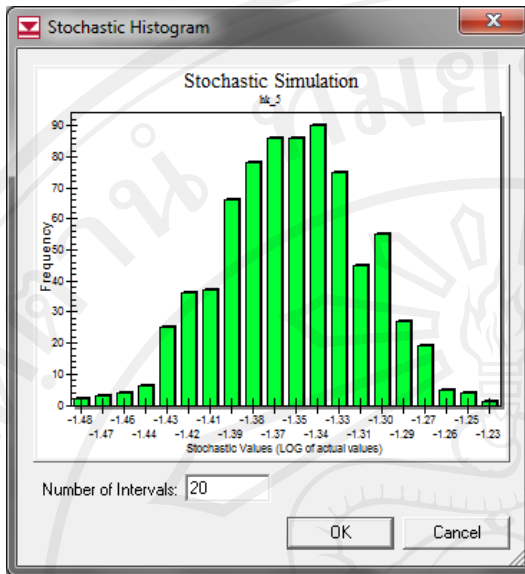 Stochastic Histogram
Stochastic Simulation
hk_5
Frequency
90
80
70
60
50
40
30
20
10
0
-1.48 -1.46 -1.43 -1.41 -1.38 -1.35 -1.33 -1.30 -1.27 -1.25
-1.47 -1.44 -1.42 -1.39 -1.37 -1.34 -1.31 -1.29 -1.26 -1.23
Stochastic Values (LOG of actual values)
Number of Intervals: 20
OK Cancel